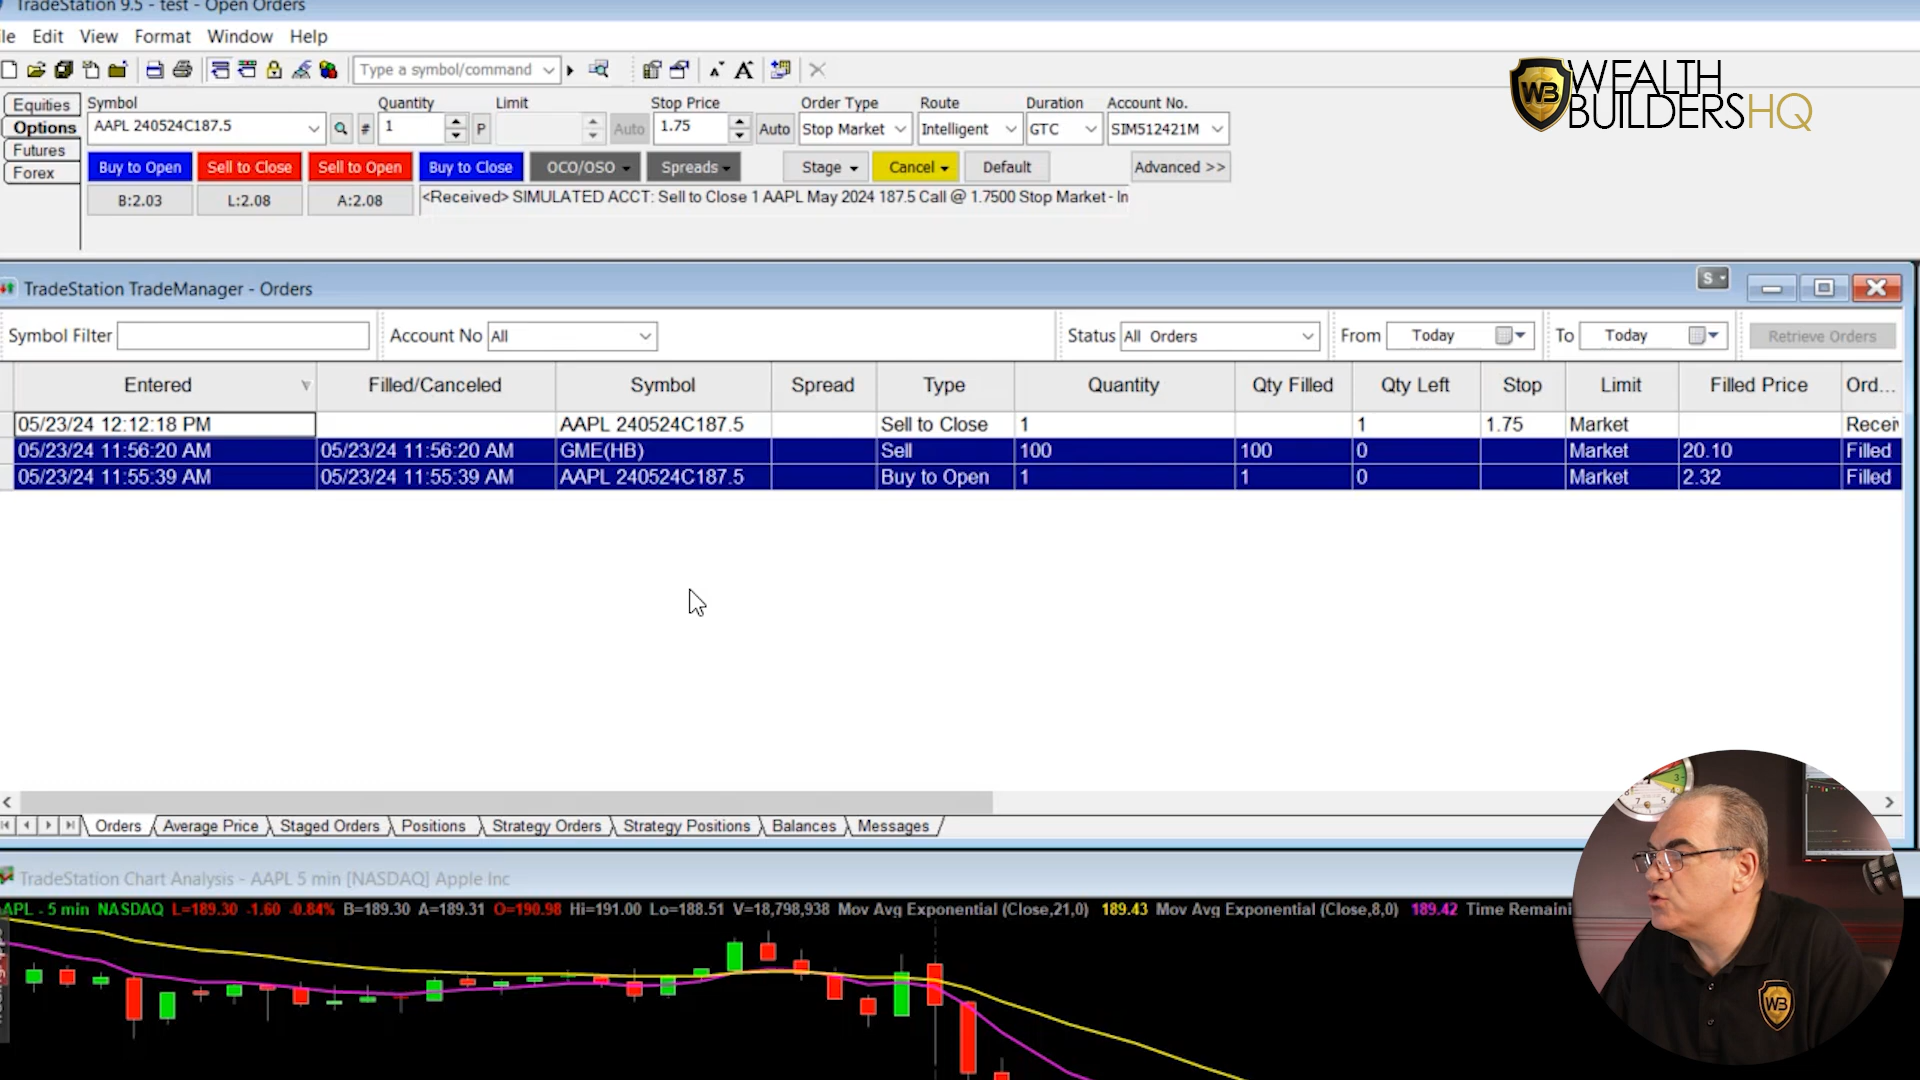 TradeStation 9.5 - test - Open Orders
ile Edit View Format Window Help
Type a symbol/command
WEALTH
BUILDERSHQ
WB
Equities
Options
Futures
Forex
Symbol Quantity Limit Stop Price Order Type Route Duration Account No.
AAPL 240524C187.5 # 1 P Auto 1.75 Auto Stop Market Intelligent GTC SIM512421M
Buy to Open Sell to Close Sell to Open Buy to Close OCO/OSO Spreads Stage Cancel Default Advanced >>
B:2.03 L:2.08 A:2.08 <Received> SIMULATED ACCT: Sell to Close 1 AAPL May 2024 187.5 Call @ 1.7500 Stop Market - In
TradeStation TradeManager - Orders S
Symbol Filter Account No All Status All Orders From Today To Today Retrieve Orders
Entered Filled/Canceled Symbol Spread Type Quantity Qty Filled Qty Left Stop Limit Filled Price Ord...
05/23/24 12:12:18 PM AAPL 240524C187.5 Sell to Close 1 1 1.75 Market Recei
05/23/24 11:56:20 AM 05/23/24 11:56:20 AM GME(HB) Sell 100 100 0 Market 20.10 Filled
05/23/24 11:55:39 AM 05/23/24 11:55:39 AM AAPL 240524C187.5 Buy to Open 1 1 0 Market 2.32 Filled
Orders Average Price Staged Orders Positions Strategy Orders Strategy Positions Balances Messages
TradeStation Chart Analysis - AAPL 5 min [NASDAQ] Apple Inc
APL - 5 min NASDAQ L=189.30 -1.60 -0.84% B=189.30 A=189.31 O=190.98 Hi=191.00 Lo=188.51 V=18,798,938 Mov Avg Exponential (Close,21,0) 189.43 Mov Avg Exponential (Close,8,0) 189.42 Time Remaini
WB